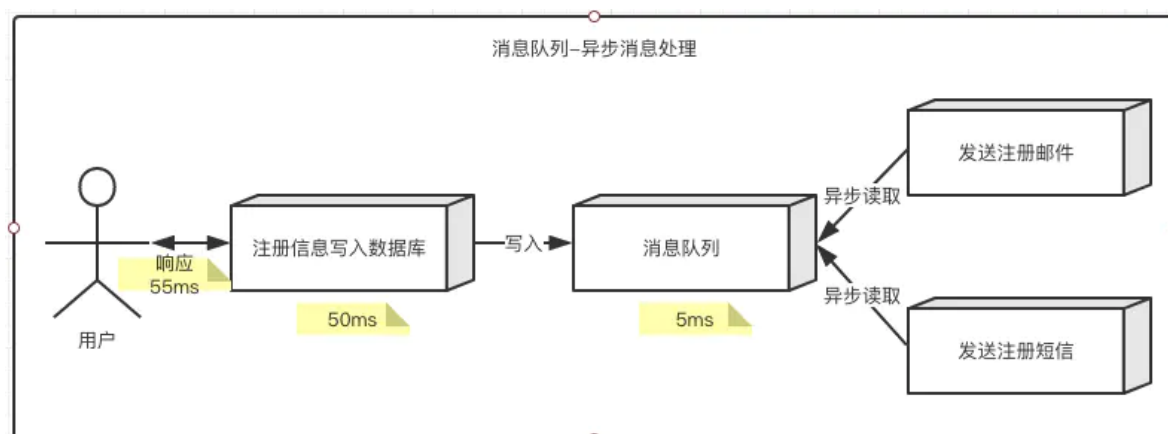 消息队列-异步消息处理
发送注册邮件
异步读取
注册信息写入数据库
写入
消息队列
响应
55ms
50ms
5ms
异步读取
用户
发送注册短信